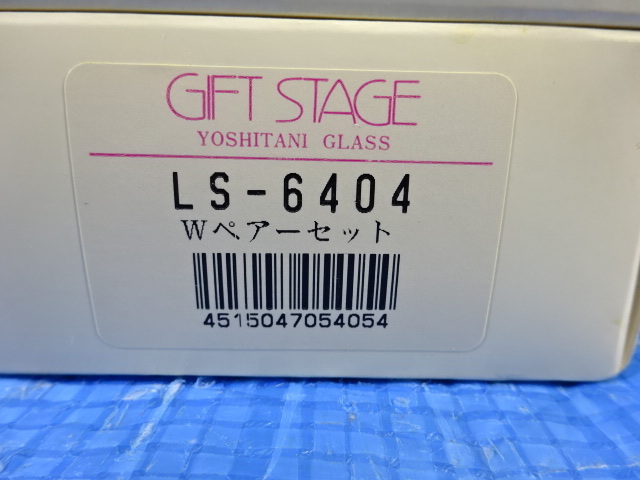 GIFT STAGE
YOSHITANI GLASS
LS-6404
Wペアーセット
4515047054054